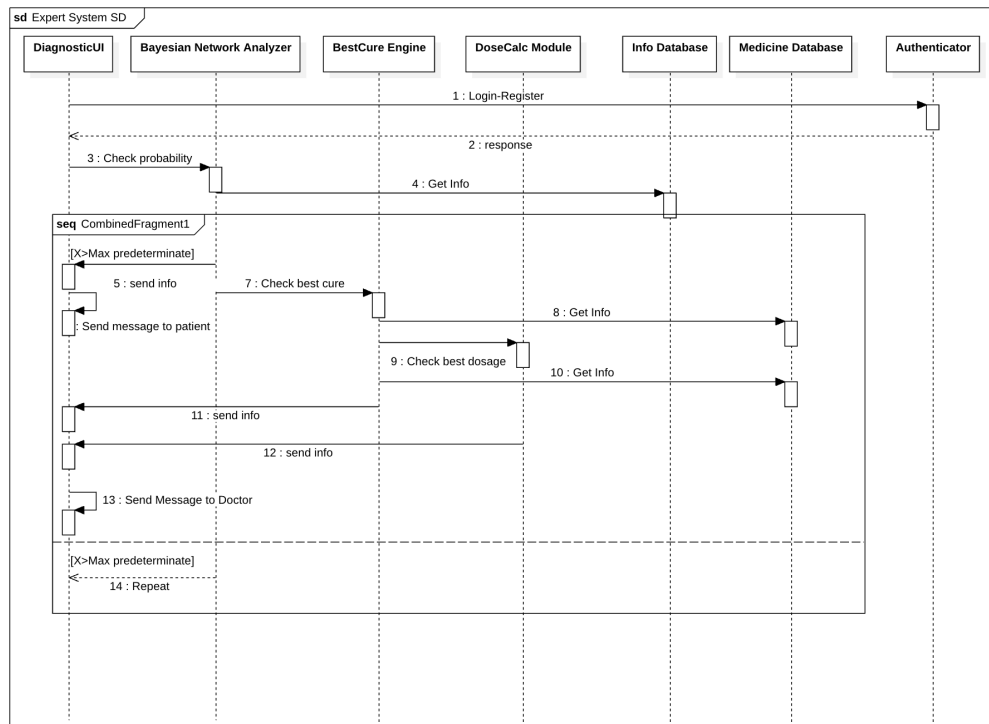 sd Expert System SD
DiagnosticUI
Bayesian Network Analyzer
BestCure Engine
DoseCalc Module
Info Database
Medicine Database
Authenticator
1 : Login-Register
2 : response
3 : Check probability
4 : Get Info
seq CombinedFragment1
[X>Max predeterminate]
5 : send info
7 : Check best cure
8 : Get Info
: Send message to patient
9 : Check best dosage
10 : Get Info
11 : send info
12 : send info
13 : Send Message to Doctor
[X>Max predeterminate]
14 : Repeat